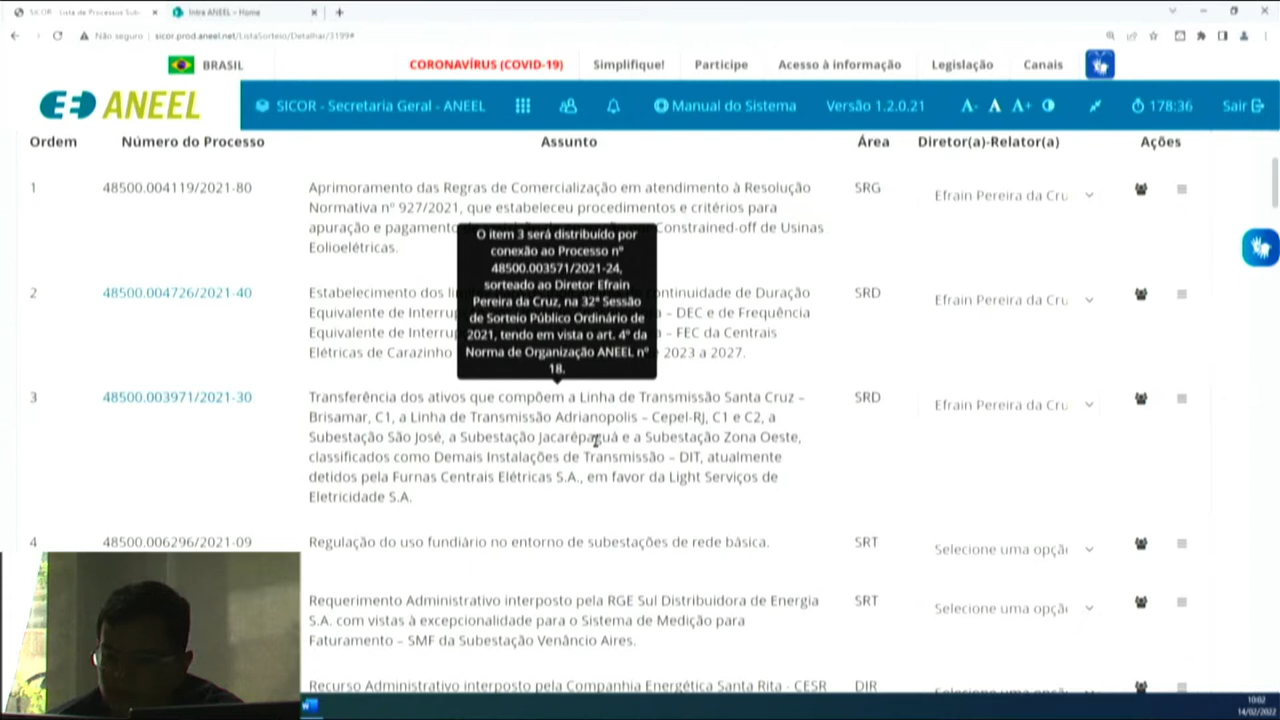 SICOR - Lista de Processos Sub
Intra ANEEL - Home
Não seguro | sicor.prod.aneel.net/ListaSorteio/Detalhar/3199#
BRASIL
CORONAVÍRUS (COVID-19)
Simplifique!
Participe
Acesso à informação
Legislação
Canais
ANEEL
SICOR - Secretaria Geral - ANEEL
Manual do Sistema
Versão 1.2.0.21
A- A A+
178:36
Sair
Ordem Número do Processo Assunto Área Diretor(a)-Relator(a) Ações
1 48500.004119/2021-80 Aprimoramento das Regras de Comercialização em atendimento à Resolução SRG Efrain Pereira da Cru
Normativa nº 927/2021, que estabeleceu procedimentos e critérios para
apuração e pagamento Constrained-off de Usinas
Eolioelétricas.
O item 3 será distribuído por
conexão ao Processo nº
48500.003571/2021-24,
sorteado ao Diretor Efrain
Pereira da Cruz, na 32ª Sessão
de Sorteio Público Ordinário de
2021, tendo em vista o art. 4º da
Norma de Organização ANEEL nº
18.
2 48500.004726/2021-40 Estabelecimento dos continuidade de Duração SRD Efrain Pereira da Cru
Equivalente de Interrup – DEC e de Frequência
Equivalente de Interrup – FEC da Centrais
Elétricas de Carazinho 2023 a 2027.
3 48500.003971/2021-30 Transferência dos ativos que compõem a Linha de Transmissão Santa Cruz – SRD Efrain Pereira da Cru
Brisamar, C1, a Linha de Transmissão Adrianopolis – Cepel-RJ, C1 e C2, a
Subestação São José, a Subestação Jacarépaguá e a Subestação Zona Oeste,
classificados como Demais Instalações de Transmissão – DIT, atualmente
detidos pela Furnas Centrais Elétricas S.A., em favor da Light Serviços de
Eletricidade S.A.
4 48500.006296/2021-09 Regulação do uso fundiário no entorno de subestações de rede básica. SRT Selecione uma opçã
Requerimento Administrativo interposto pela RGE Sul Distribuidora de Energia SRT Selecione uma opçã
S.A. com vistas à excepcionalidade para o Sistema de Medição para
Faturamento – SMF da Subestação Venâncio Aires.
Recurso Administrativo interposto pela Companhia Energética Santa Rita - CESR DIR Selecione uma opçã
10:02
14/02/2022